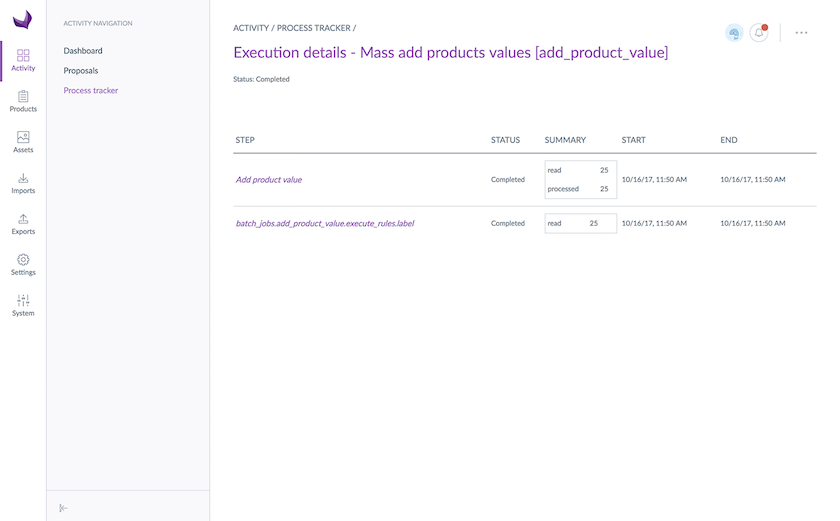 ACTIVITY NAVIGATION
Dashboard
Proposals
Process tracker
Activity
Products
Assets
Imports
Exports
Settings
System
ACTIVITY / PROCESS TRACKER /
Execution details - Mass add products values [add_product_value]
Status: Completed
STEP STATUS SUMMARY START END
Add product value Completed read 25 processed 25 10/16/17, 11:50 AM 10/16/17, 11:50 AM
batch_jobs.add_product_value.execute_rules.label Completed read 25 10/16/17, 11:50 AM 10/16/17, 11:50 AM